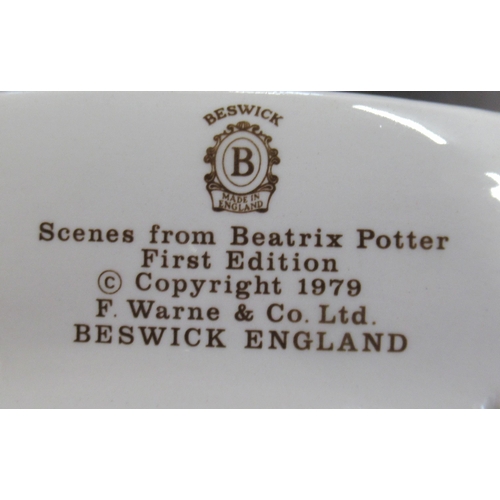 BESWICK
B
MADE IN
ENGLAND
Scenes from Beatrix Potter
First Edition
© Copyright 1979
F. Warne & Co. Ltd.
BESWICK ENGLAND